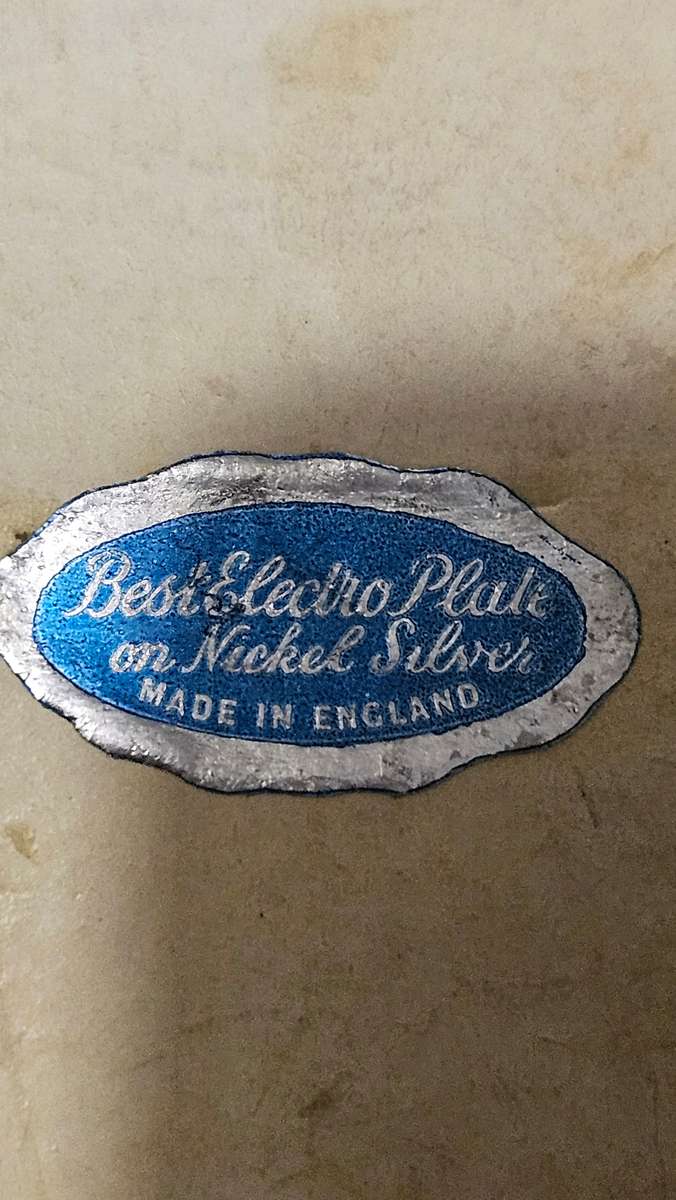 Best Electro Plate
on Nickel Silver
MADE IN ENGLAND